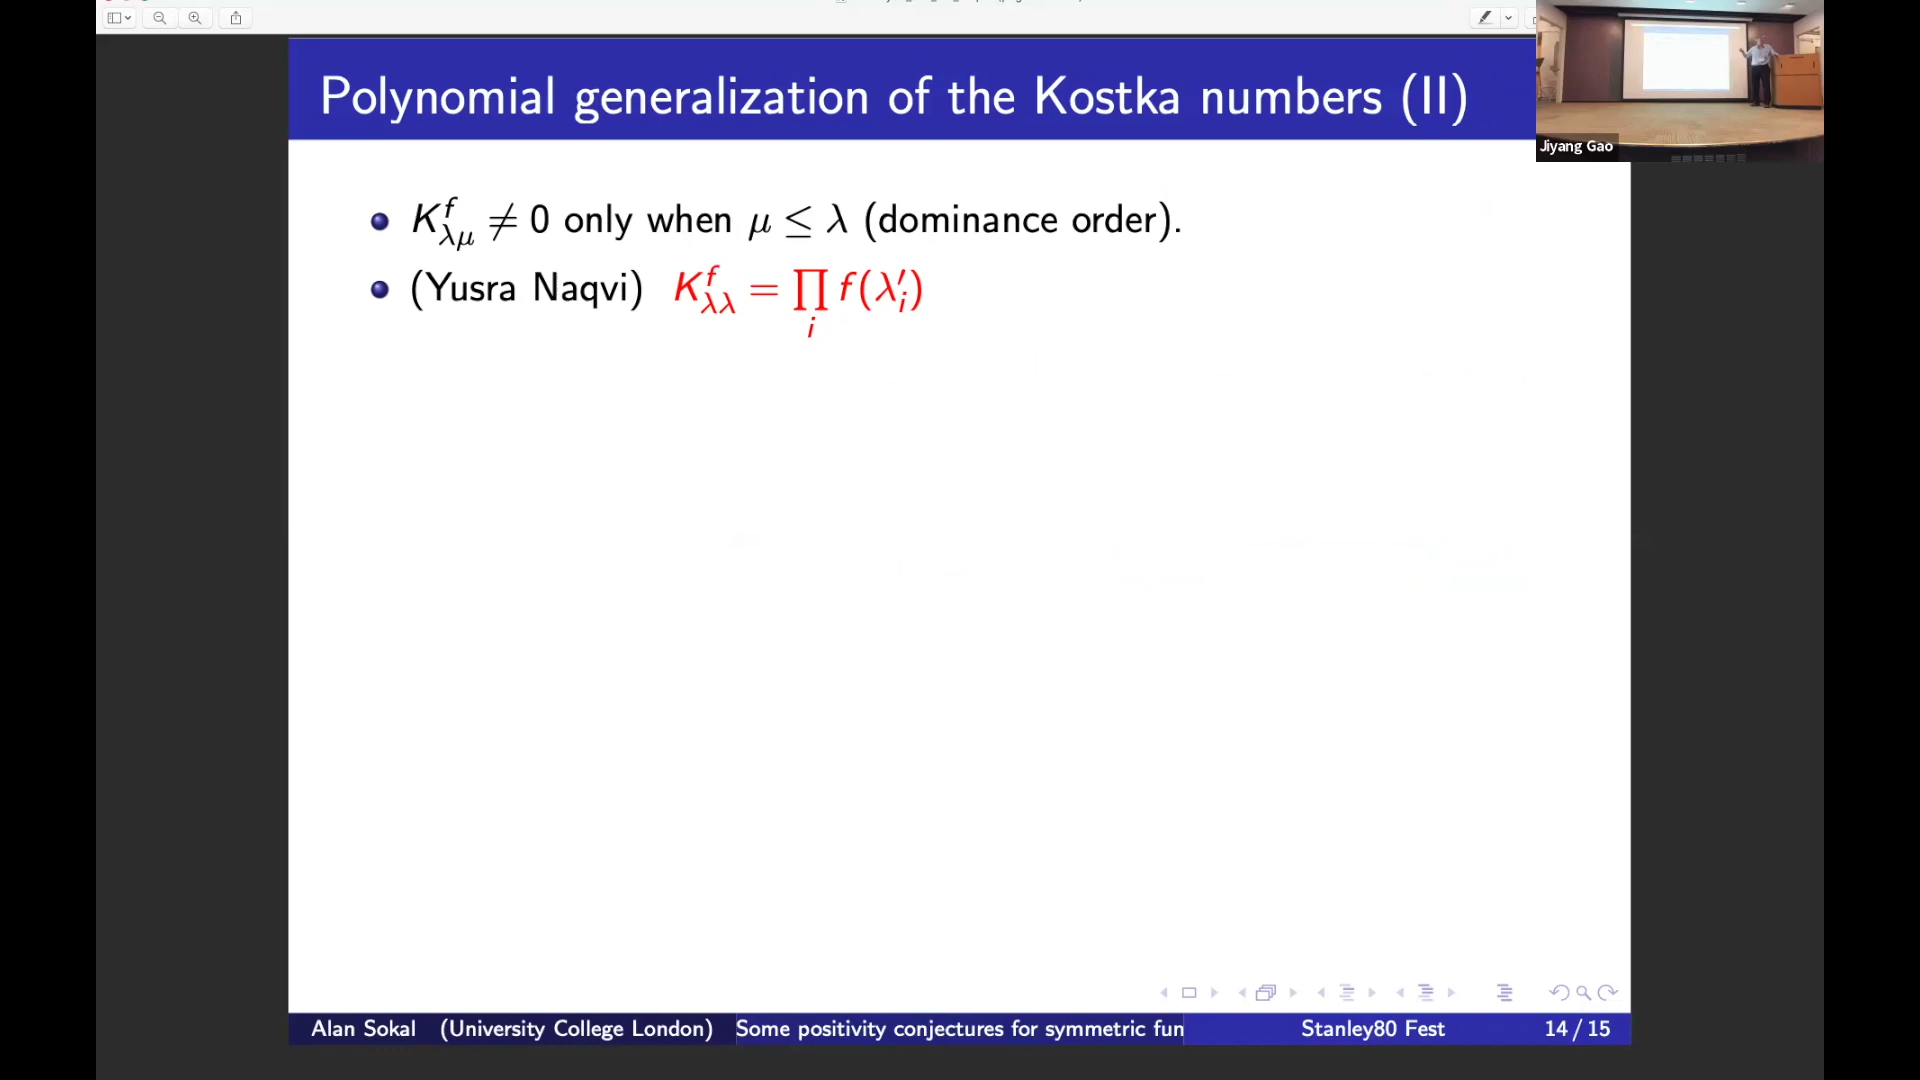 Polynomial generalization of the Kostka numbers (II)
Jiyang Gao
K^f_{λμ} ≠ 0 only when μ ≤ λ (dominance order).
(Yusra Naqvi) K^f_{λλ} = ∏_i f(λ′_i)
Alan Sokal (University College London) Some positivity conjectures for symmetric fun Stanley80 Fest 14 / 15